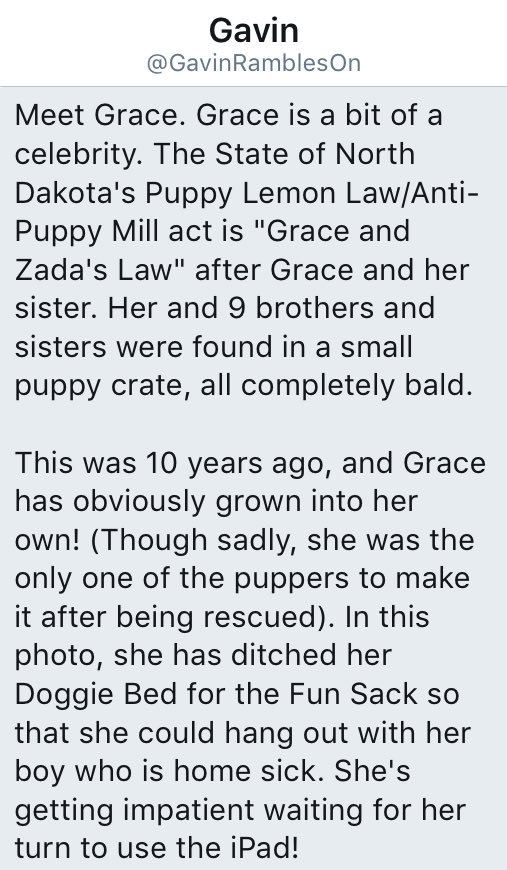 Gavin
@GavinRamblesOn
Meet Grace. Grace is a bit of a
celebrity. The State of North
Dakota's Puppy Lemon Law/Anti-
Puppy Mill act is "Grace and
Zada's Law" after Grace and her
sister. Her and 9 brothers and
sisters were found in a small
puppy crate, all completely bald.
This was 10 years ago, and Grace
has obviously grown into her
own! (Though sadly, she was the
only one of the puppers to make
it after being rescued). In this
photo, she has ditched her
Doggie Bed for the Fun Sack so
that she could hang out with her
boy who is home sick. She's
getting impatient waiting for her
turn to use the iPad!